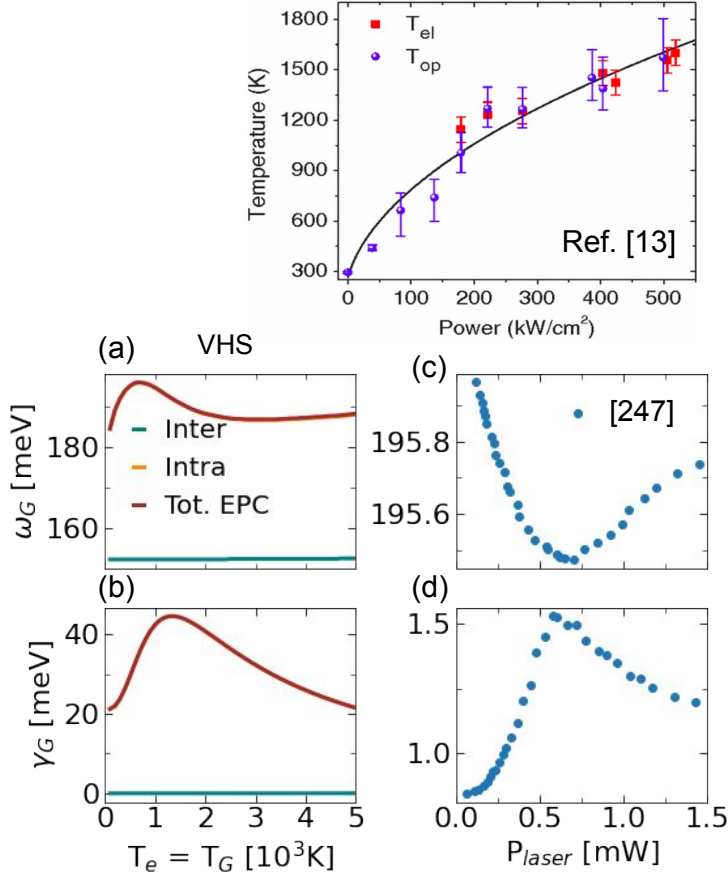 1800
1500
1200
900
600
300
Temperature (K)
T_el
T_op
Ref. [13]
0 100 200 300 400 500
Power (kW/cm²)
(a) VHS (c)
180
160
ω_G [meV]
Inter
Intra
Tot. EPC
[247]
195.8
195.6
(b) (d)
40
20
0
γ_G [meV]
1.5
1.0
0 1 2 3 4 5
T_e = T_G [10³K]
0.0 0.5 1.0 1.5
P_laser [mW]